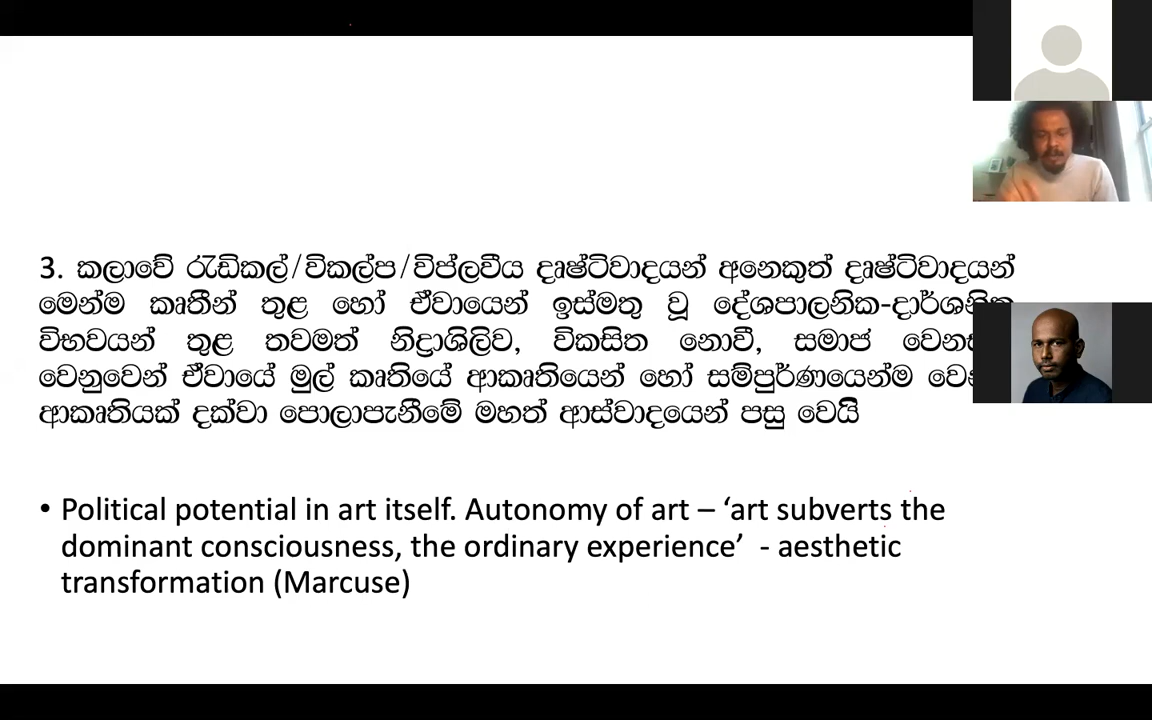 3. කලාවේ රැඩිකල්/විකල්ප/විප්ලවීය දෘෂ්ටිවාදයන් අනෙකුත් දෘෂ්ටිවාදයන්
මෙන්ම කෘතීන් තුළ හෝ ඒවායෙන් ඉස්මතු වූ දේශපාලනික-දාර්ශනික
විභවයන් තුළ තවමත් නිද්‍රාශිලිව, විකසිත නොවී, සමාජ
වෙනුවෙන් ඒවායේ මුල් කෘතියේ ආකෘතියෙන් හෝ සම්පුර්ණයෙන්ම
ආකෘතියක් දක්වා පොලාපැනීමේ මහත් ආස්වාදයෙන් පසු වෙයි
• Political potential in art itself. Autonomy of art – ‘art subverts the
dominant consciousness, the ordinary experience’ - aesthetic
transformation (Marcuse)